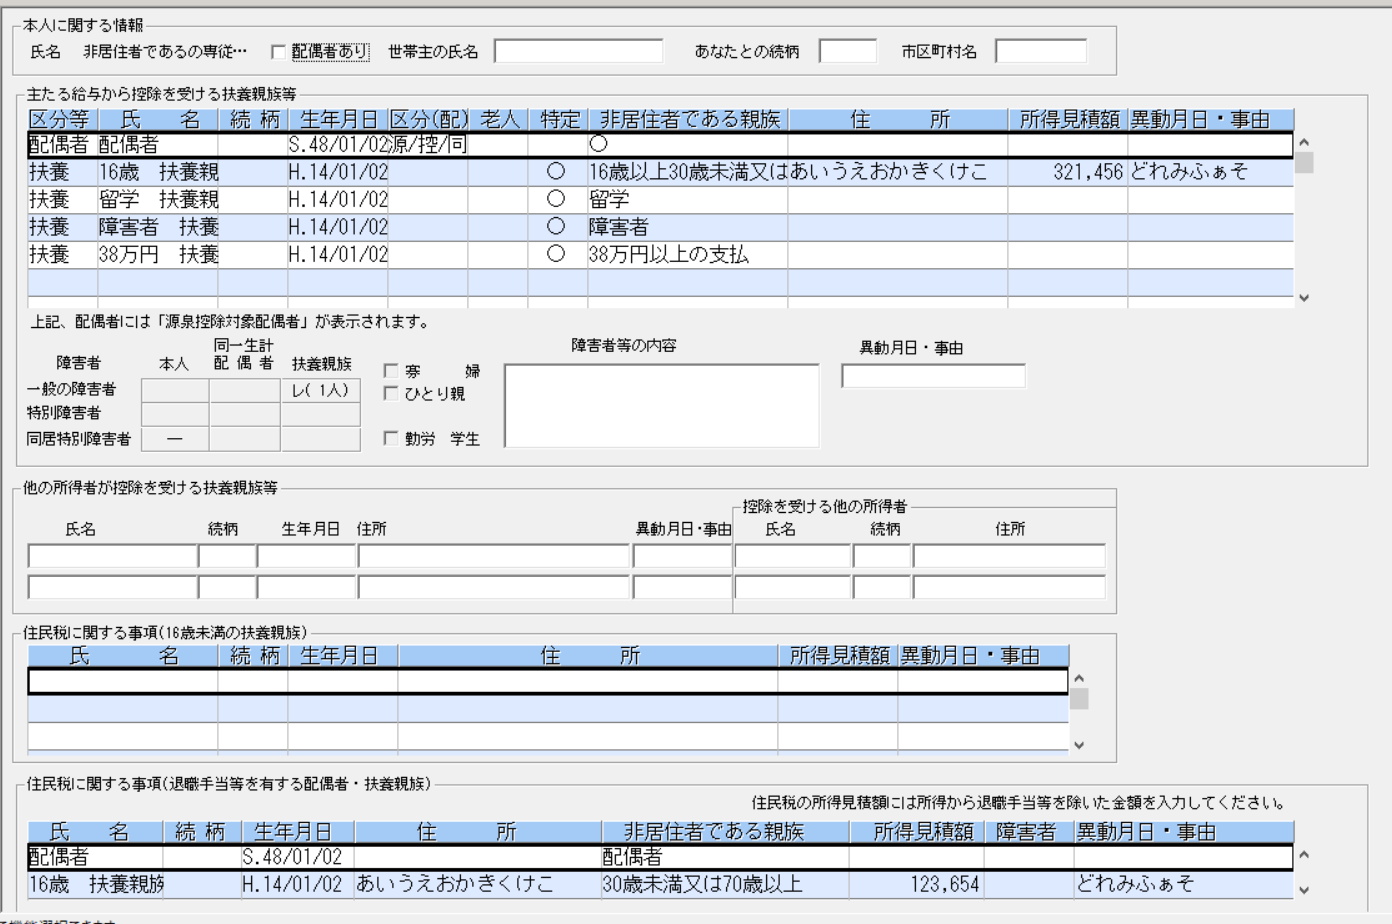 本人に関する情報
氏名 非居住者であるの専従… 配偶者あり 世帯主の氏名 あなたとの続柄 市区町村名
主たる給与から控除を受ける扶養親族等
区分等 氏 名 続 柄 生年月日 区分(配) 老人 特定 非居住者である親族 住 所 所得見積額 異動月日・事由
配偶者 配偶者 S.48/01/02 源/控/同 ○
扶養 16歳 扶養親 H.14/01/02 ○ 16歳以上30歳未満又は あいうえおかきくけこ 321,456 どれみふぁそ
扶養 留学 扶養親 H.14/01/02 ○ 留学
扶養 障害者 扶養 H.14/01/02 ○ 障害者
扶養 38万円 扶養 H.14/01/02 ○ 38万円以上の支払
上記、配偶者には「源泉控除対象配偶者」が表示されます。
障害者 本人 同一生計 配 偶 者 扶養親族 障害者等の内容 異動月日・事由
一般の障害者 レ( 1人) 寡 婦
ひとり親
特別障害者
同居特別障害者 ― 勤労 学生
他の所得者が控除を受ける扶養親族等
控除を受ける他の所得者
氏名 続柄 生年月日 住所 異動月日・事由 氏名 続柄 住所
住民税に関する事項(16歳未満の扶養親族)
氏 名 続 柄 生年月日 住 所 所得見積額 異動月日・事由
住民税に関する事項(退職手当等を有する配偶者・扶養親族)
住民税の所得見積額には所得から退職手当等を除いた金額を入力してください。
氏 名 続 柄 生年月日 住 所 非居住者である親族 所得見積額 障害者 異動月日・事由
配偶者 S.48/01/02 配偶者
16歳 扶養親族 H.14/01/02 あいうえおかきくけこ 30歳未満又は70歳以上 123,654 どれみふぁそ